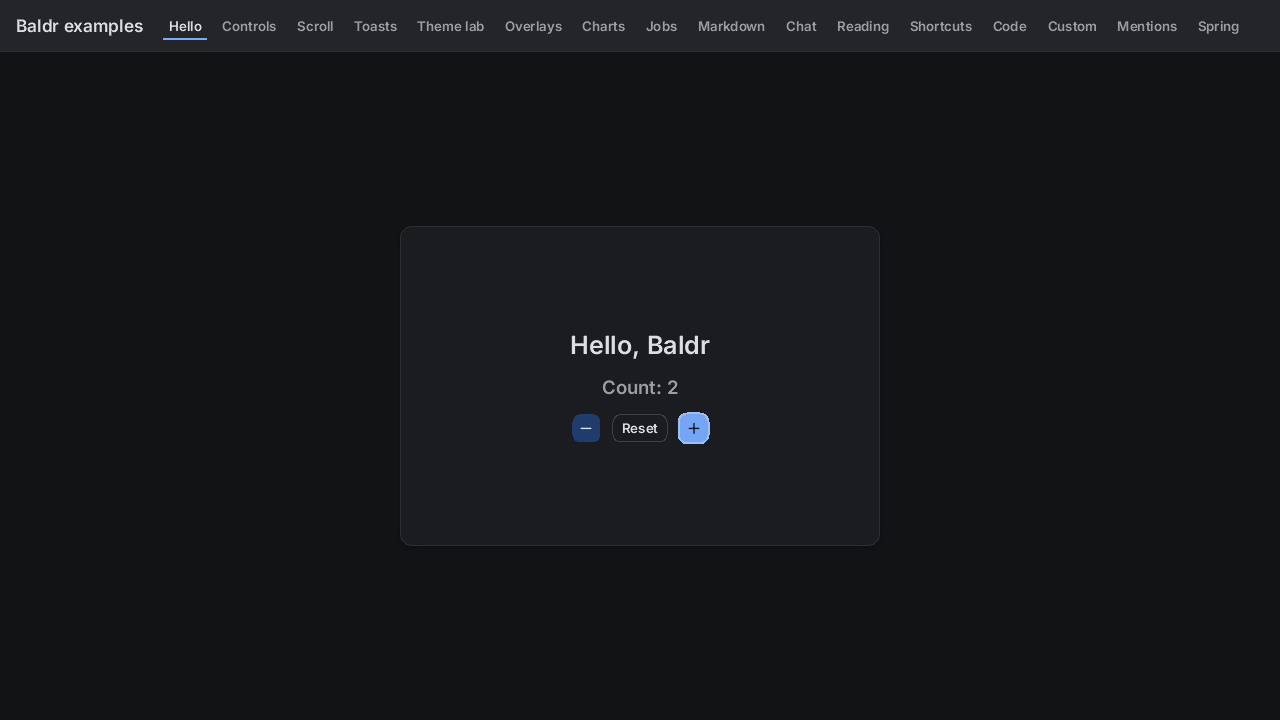 Baldr examples Hello Controls Scroll Toasts Theme lab Overlays Charts Jobs Markdown Chat Reading Shortcuts Code Custom Mentions Spring
Hello, Baldr
Count: 2
− Reset +